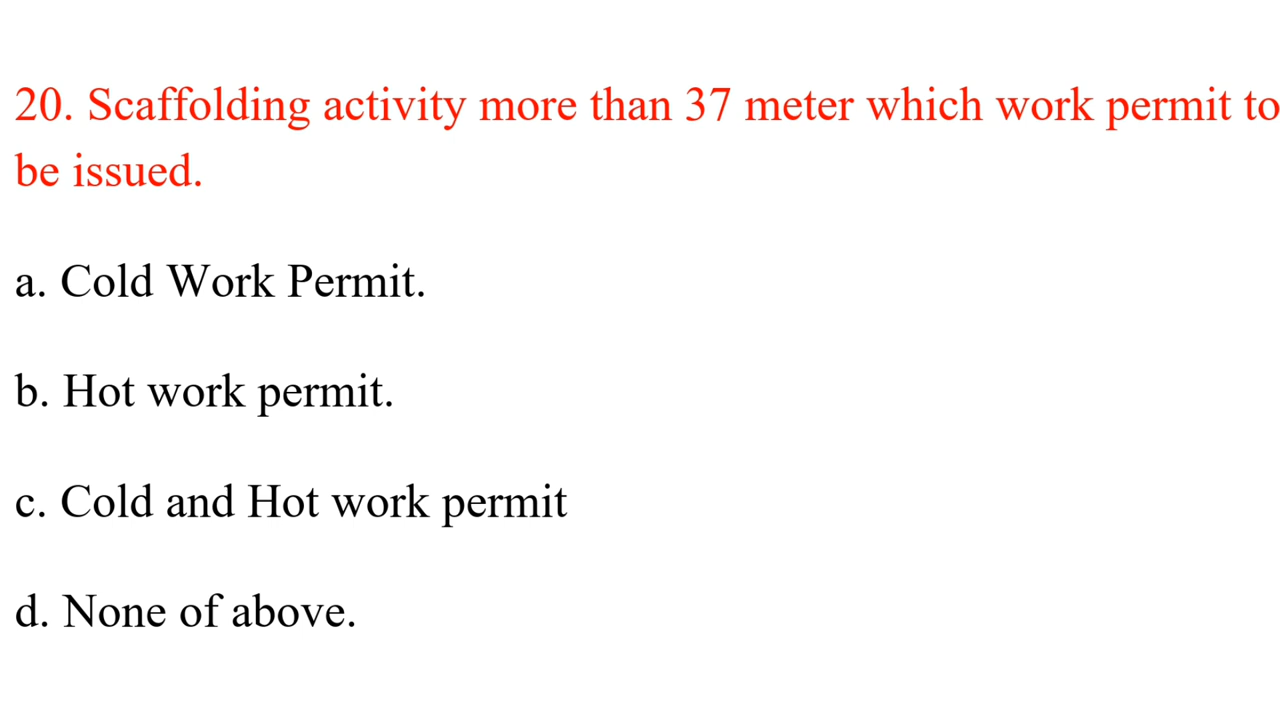 20. Scaffolding activity more than 37 meter which work permit to
be issued.
a. Cold Work Permit.
b. Hot work permit.
c. Cold and Hot work permit
d. None of above.